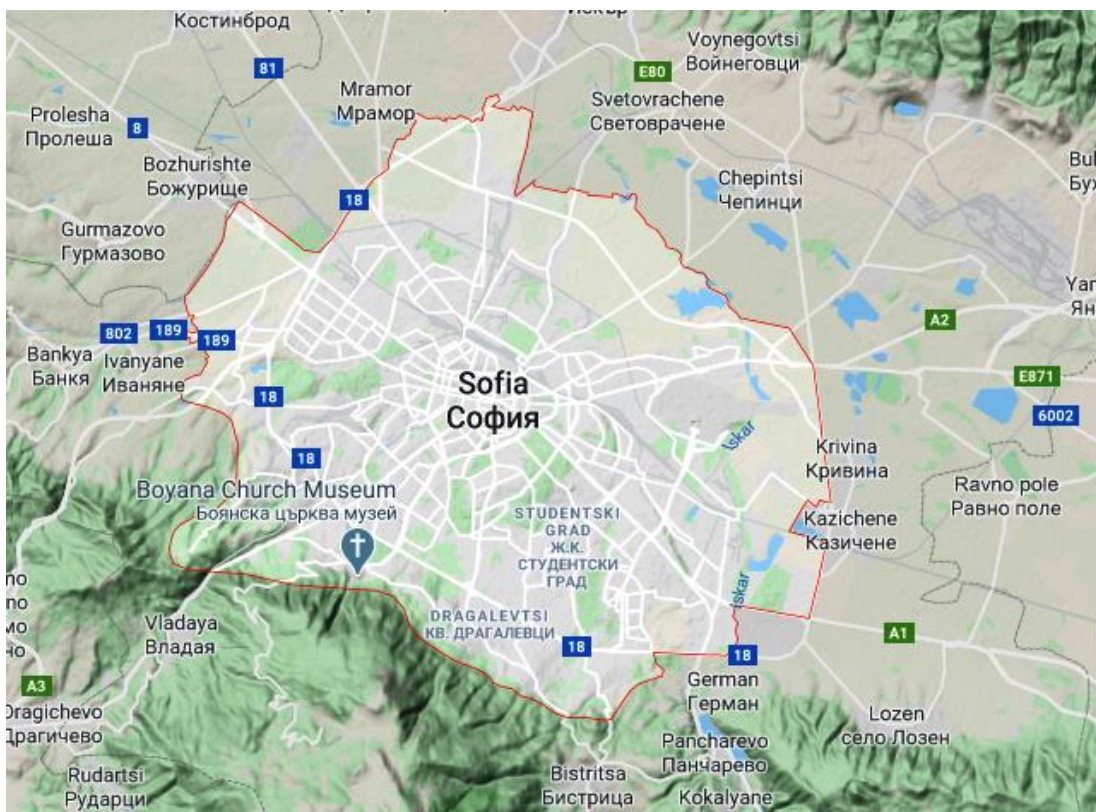 Костинброд
81
E80
Voynegovtsi
Войнеговци
Mramor
Мрамор
Svetovrachene
Световрачене
Prolesha
Пролеша
8
Bozhurishte
Божурище
18
Chepintsi
Чепинци
Gurmazovo
Гурмазово
802
189
189
A2
Bankya
Банкя
Ivanyane
Иваняне
E871
18
Sofia
София
6002
Iskar
18
Krivina
Кривина
Boyana Church Museum
Боянска църква музей
Ravno pole
Равно поле
STUDENTSKI
GRAD
Ж.К.
СТУДЕНТСКИ
ГРАД
Kazichene
Казичене
Iskar
DRAGALEVTSI
КВ. ДРАГАЛЕВЦИ
Vladaya
Владая
18
18
A1
A3
German
Герман
Dragichevo
Драгичево
Lozen
село Лозен
Pancharevo
Панчарево
Rudartsi
Рударци
Bistritsa
Бистрица
Kokalyane